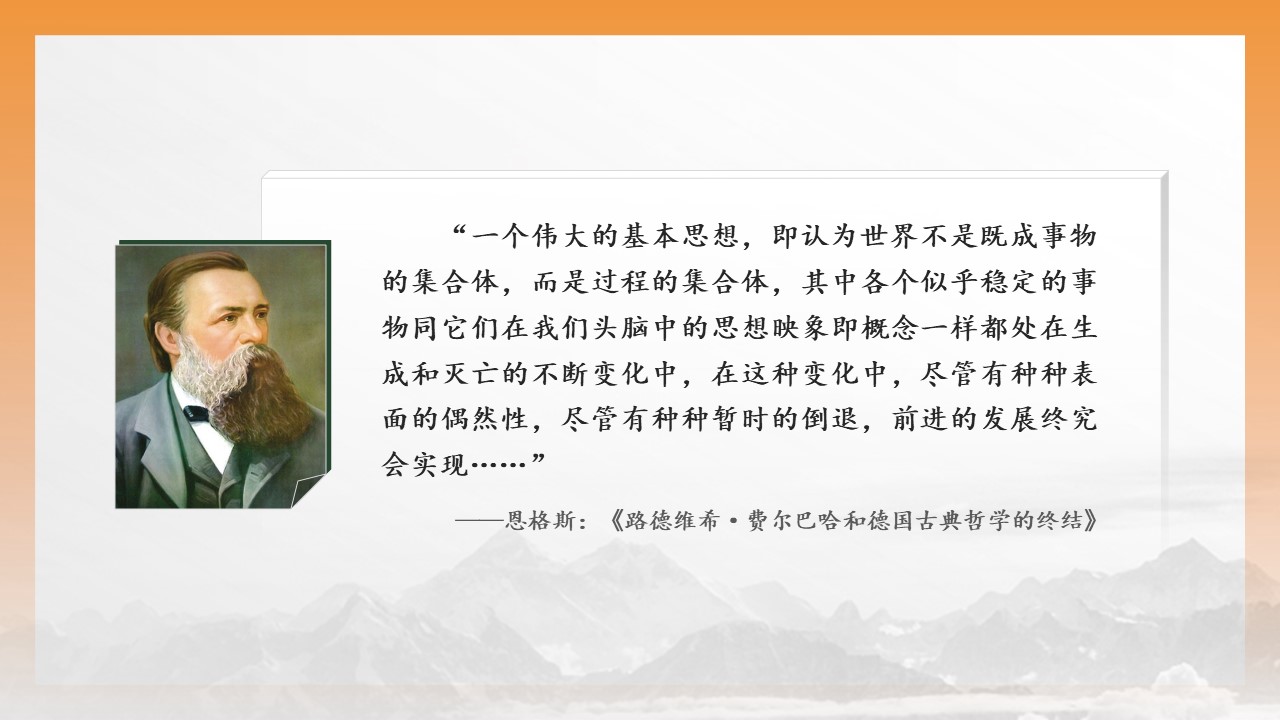 “一个伟大的基本思想，即认为世界不是既成事物
的集合体，而是过程的集合体，其中各个似乎稳定的事
物同它们在我们头脑中的思想映象即概念一样都处在生
成和灭亡的不断变化中，在这种变化中，尽管有种种表
面的偶然性，尽管有种种暂时的倒退，前进的发展终究
会实现……”
——恩格斯：《路德维希·费尔巴哈和德国古典哲学的终结》